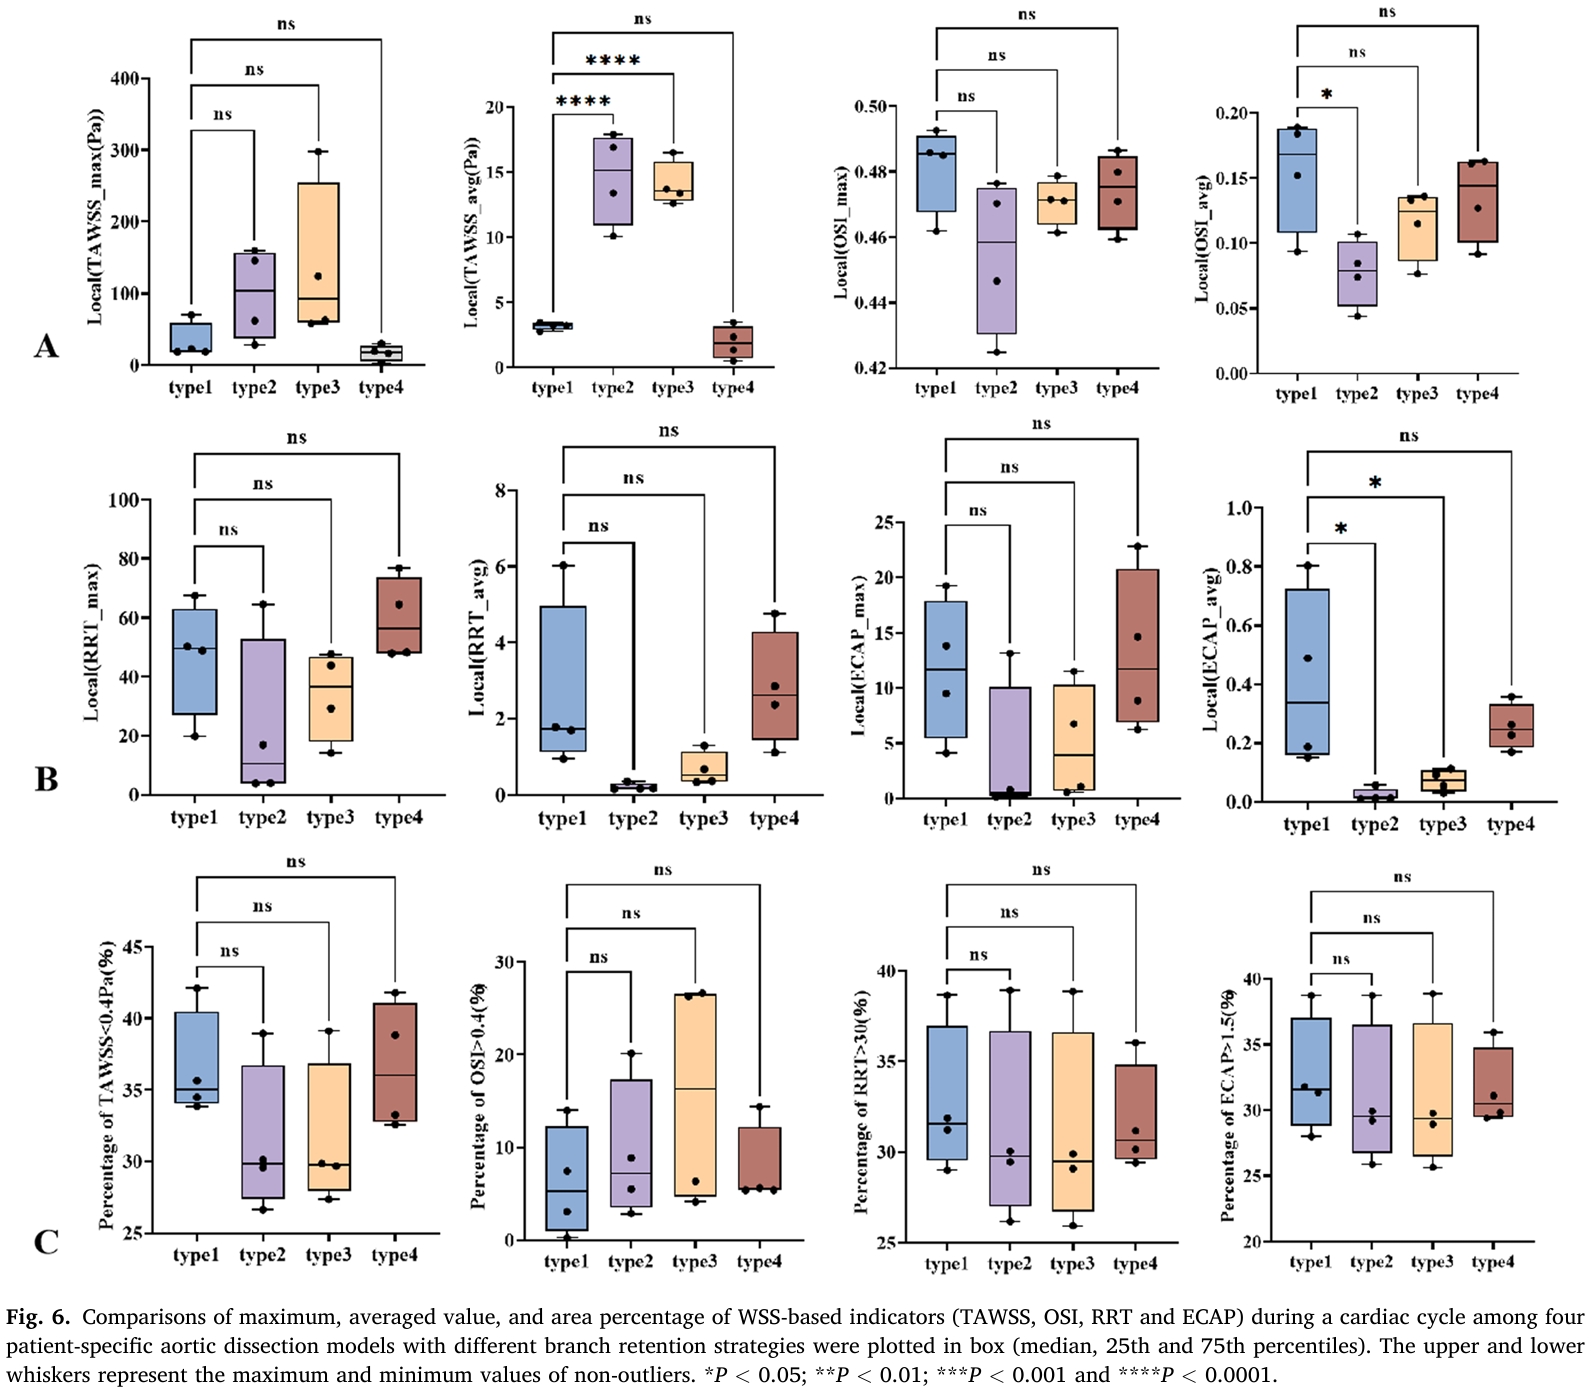 ns
ns
ns
400
300
200
100
0
Local(TAWSS_max(Pa))
type1 type2 type3 type4
ns
****
****
20
15
10
5
0
Local(TAWSS_avg(Pa))
type1 type2 type3 type4
ns
ns
ns
0.50
0.48
0.46
0.44
0.42
Local(OSI_max)
type1 type2 type3 type4
ns
ns
*
0.20
0.15
0.10
0.05
0.00
Local(OSI_avg)
type1 type2 type3 type4
A
ns
ns
ns
100
80
60
40
20
0
Local(RRT_max)
type1 type2 type3 type4
ns
ns
ns
8
6
4
2
0
Local(RRT_avg)
type1 type2 type3 type4
ns
ns
ns
25
20
15
10
5
0
Local(ECAP_max)
type1 type2 type3 type4
ns
*
*
1.0
0.8
0.6
0.4
0.2
0.0
Local(ECAP_avg)
type1 type2 type3 type4
B
ns
ns
ns
45
40
35
30
25
Percentage of TAWSS<0.4Pa(%)
type1 type2 type3 type4
ns
ns
ns
30
20
10
0
Percentage of OSI>0.4(%)
type1 type2 type3 type4
ns
ns
ns
40
35
30
25
Percentage of RRT>30(%)
type1 type2 type3 type4
ns
ns
ns
40
35
30
25
20
Percentage of ECAP>1.5(%)
type1 type2 type3 type4
C
Fig. 6. Comparisons of maximum, averaged value, and area percentage of WSS-based indicators (TAWSS, OSI, RRT and ECAP) during a cardiac cycle among four
patient-specific aortic dissection models with different branch retention strategies were plotted in box (median, 25th and 75th percentiles). The upper and lower
whiskers represent the maximum and minimum values of non-outliers. *P < 0.05; **P < 0.01; ***P < 0.001 and ****P < 0.0001.